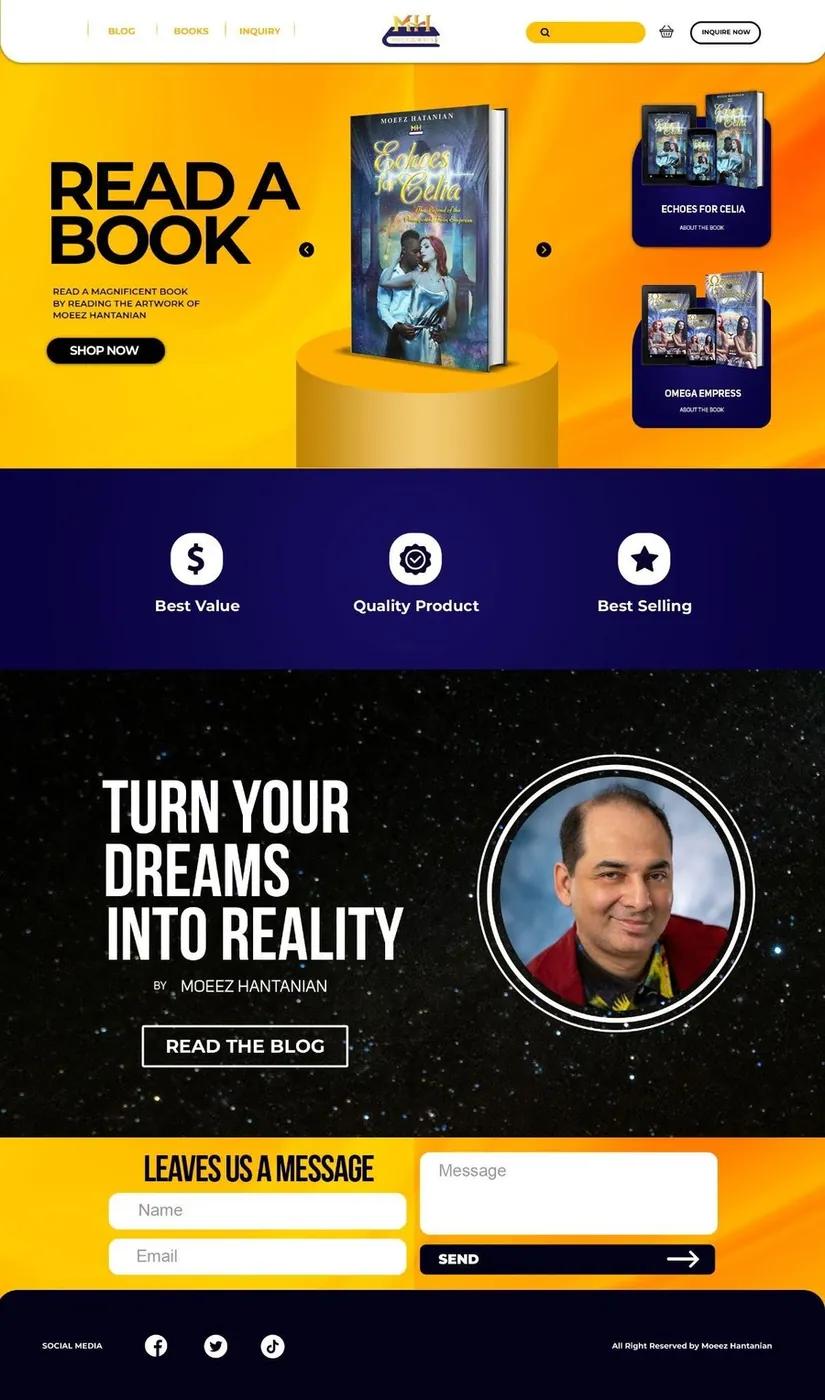 BLOG
BOOKS
INQUIRY
MH
INQUIRE NOW
READ A
BOOK
READ A MAGNIFICENT BOOK
BY READING THE ARTWORK OF
MOEEZ HANTANIAN
SHOP NOW
MOEEZ HATANIAN
MH
Echoes
for Celia
ECHOES FOR CELIA
ABOUT THE BOOK
OMEGA EMPRESS
ABOUT THE BOOK
$
Best Value
Quality Product
Best Selling
TURN YOUR
DREAMS
INTO REALITY
BY MOEEZ HANTANIAN
READ THE BLOG
LEAVES US A MESSAGE
Name
Email
Message
SEND
SOCIAL MEDIA
All Right Reserved by Moeez Hantanian